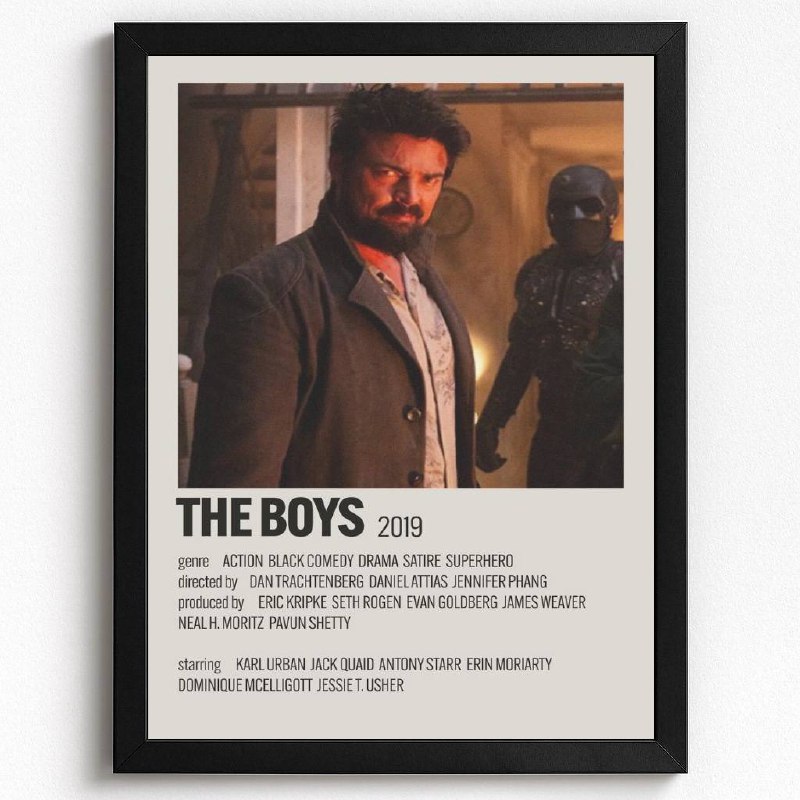 THE BOYS 2019
genre ACTION BLACK COMEDY DRAMA SATIRE SUPERHERO
directed by DAN TRACHTENBERG DANIEL ATTIAS JENNIFER PHANG
produced by ERIC KRIPKE SETH ROGEN EVAN GOLDBERG JAMES WEAVER
NEAL H. MORITZ PAVUN SHETTY
starring KARL URBAN JACK QUAID ANTONY STARR ERIN MORIARTY
DOMINIQUE MCELLIGOTT JESSIE T. USHER